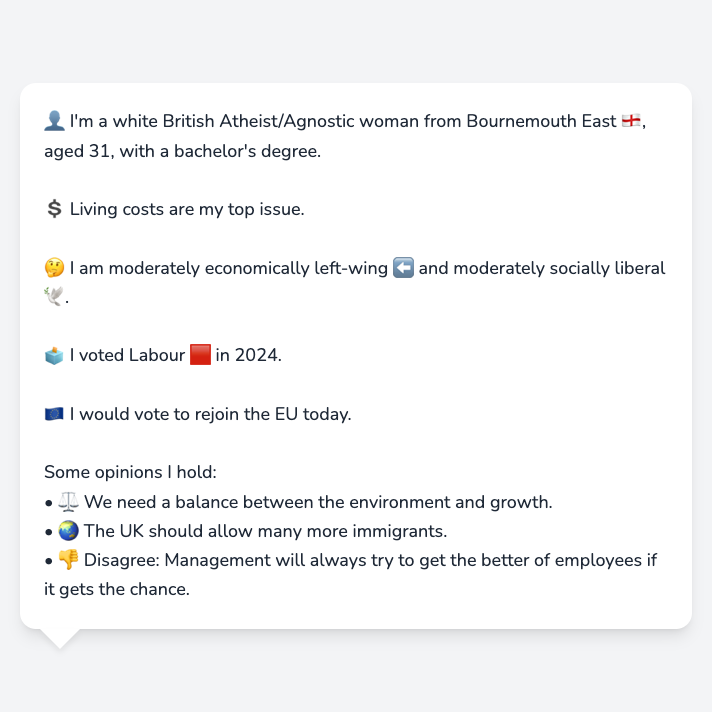 👤 I'm a white British Atheist/Agnostic woman from Bournemouth East 🏴󠁧󠁢󠁥󠁮󠁧󠁿,
aged 31, with a bachelor's degree.
💲 Living costs are my top issue.
🤔 I am moderately economically left-wing ⬅️ and moderately socially liberal
🕊️.
🗳️ I voted Labour 🟥 in 2024.
🇪🇺 I would vote to rejoin the EU today.
Some opinions I hold:
• ⚖️ We need a balance between the environment and growth.
• 🌏 The UK should allow many more immigrants.
• 👎 Disagree: Management will always try to get the better of employees if
it gets the chance.